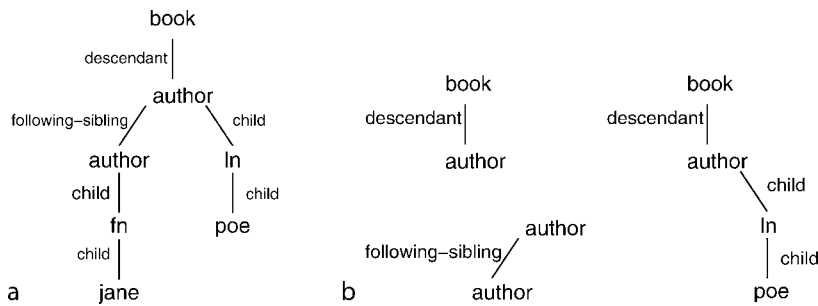 book
descendant
author
following-sibling child
author ln
child child
fn poe
child
a jane
book
descendant
author
author
following-sibling
b author
book
descendant
author
child
ln
child
poe